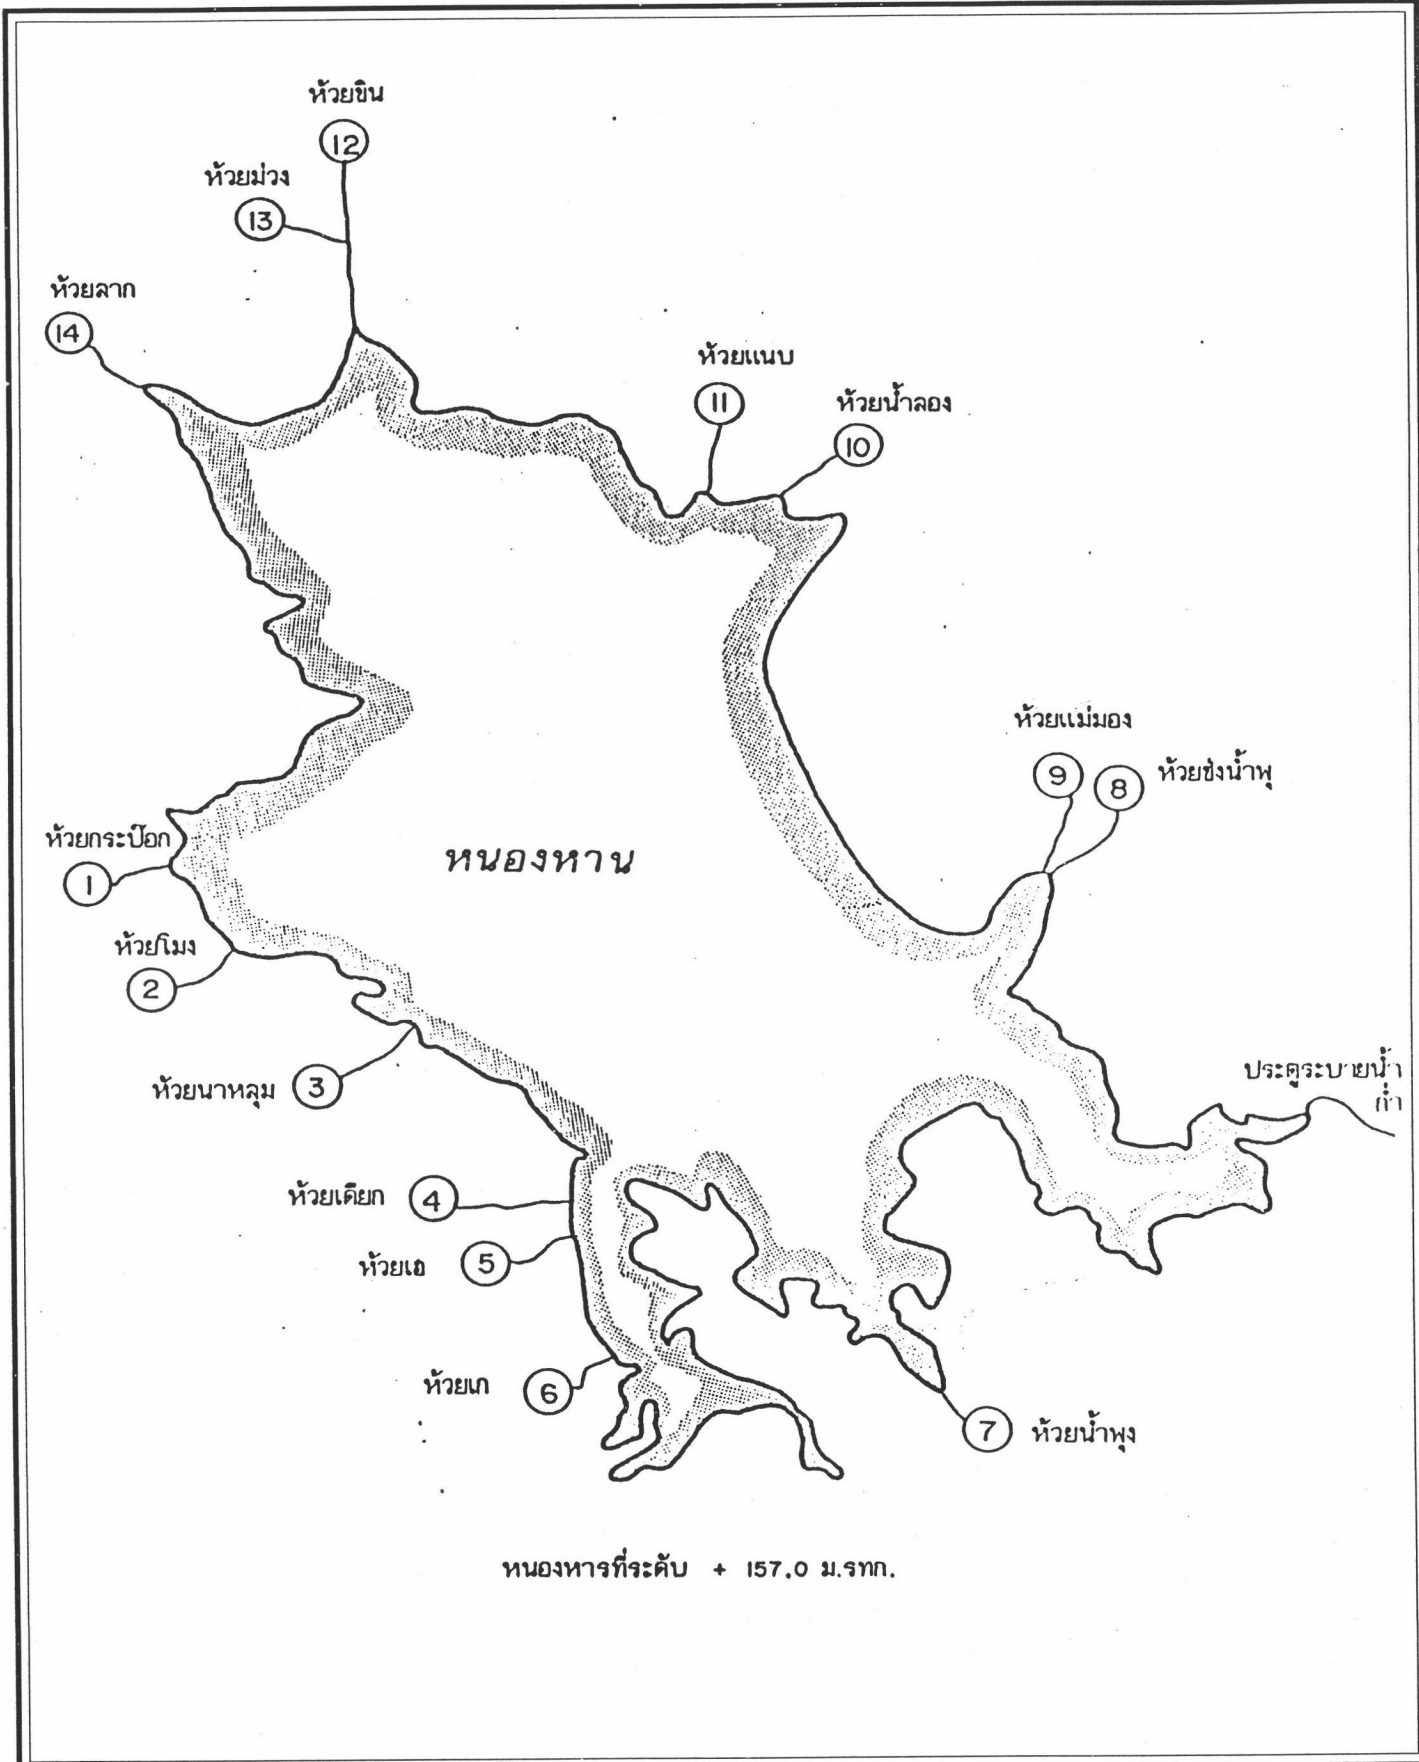 ห้วยขิน
12
ห้วยม่วง
13
ห้วยลาก
14
ห้วยแนบ
11
ห้วยน้ำลอง
10
ห้วยแม่มอง
9
8
ห้วยซ่งน้ำพุ
ห้วยกระป๊อก
1
หนองหาน
ห้วยโมง
2
ห้วยนาหลุม 3
ประตูระบายน้ำ
ก่ำ
ห้วยเดียก 4
ห้วยเฮ 5
ห้วยเก 6
7 ห้วยน้ำพุง
หนองหารที่ระดับ + 157.0 ม.รทก.